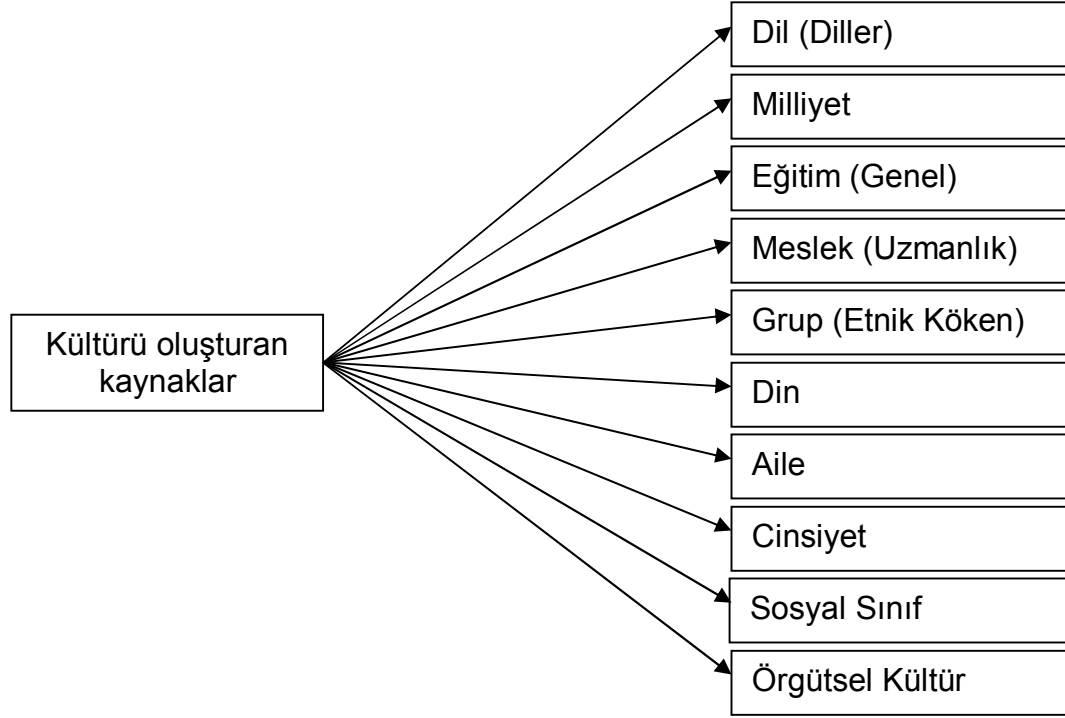 Dil (Diller)
Milliyet
Eğitim (Genel)
Meslek (Uzmanlık)
Grup (Etnik Köken)
Kültürü oluşturan
kaynaklar
Din
Aile
Cinsiyet
Sosyal Sınıf
Örgütsel Kültür